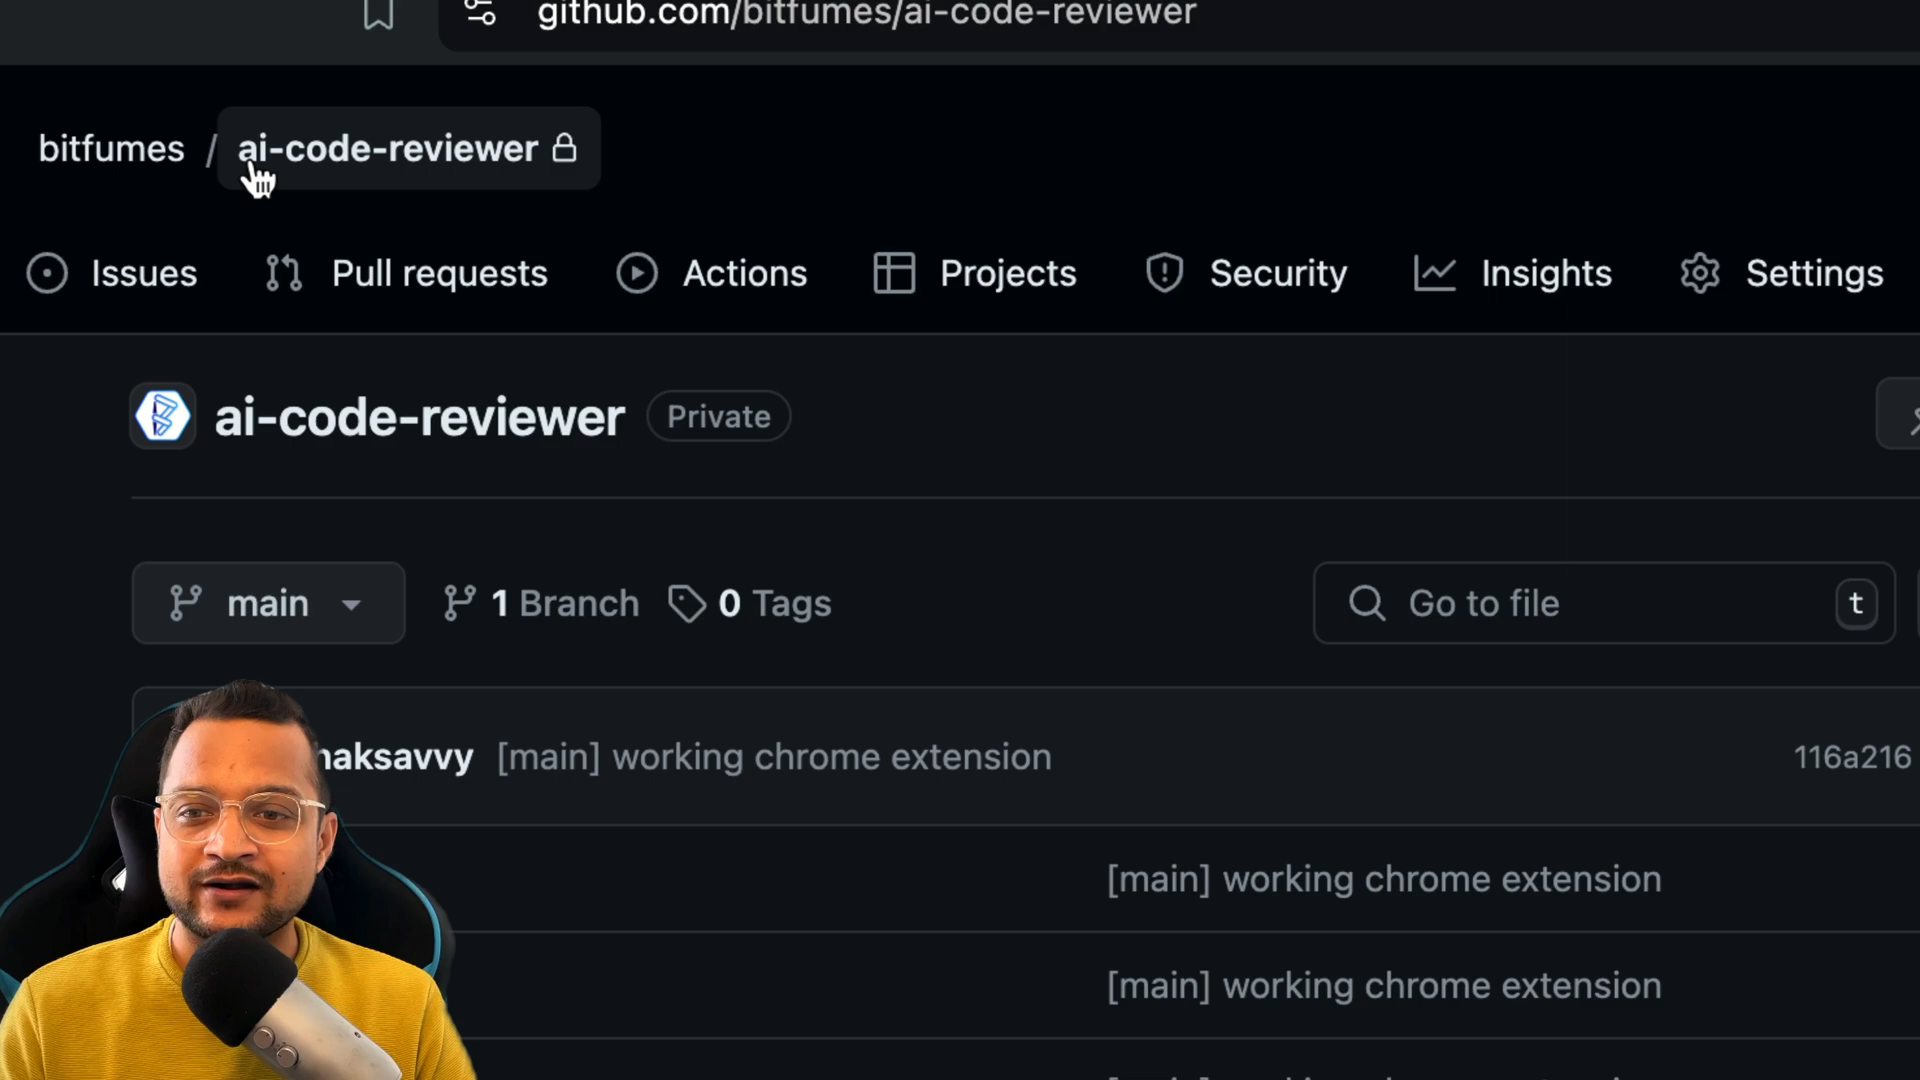 github.com/bitfumes/ai-code-reviewer
bitfumes / ai-code-reviewer
Issues Pull requests Actions Projects Security Insights Settings
ai-code-reviewer Private
main 1 Branch 0 Tags Go to file t
haksavvy [main] working chrome extension 116a216
[main] working chrome extension
[main] working chrome extension